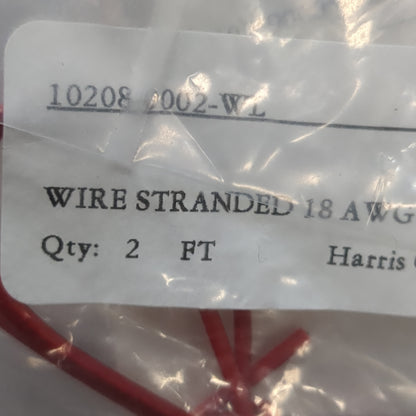 10208 2002-WL
WIRE STRANDED 18 AWG
Qty: 2 FT Harris